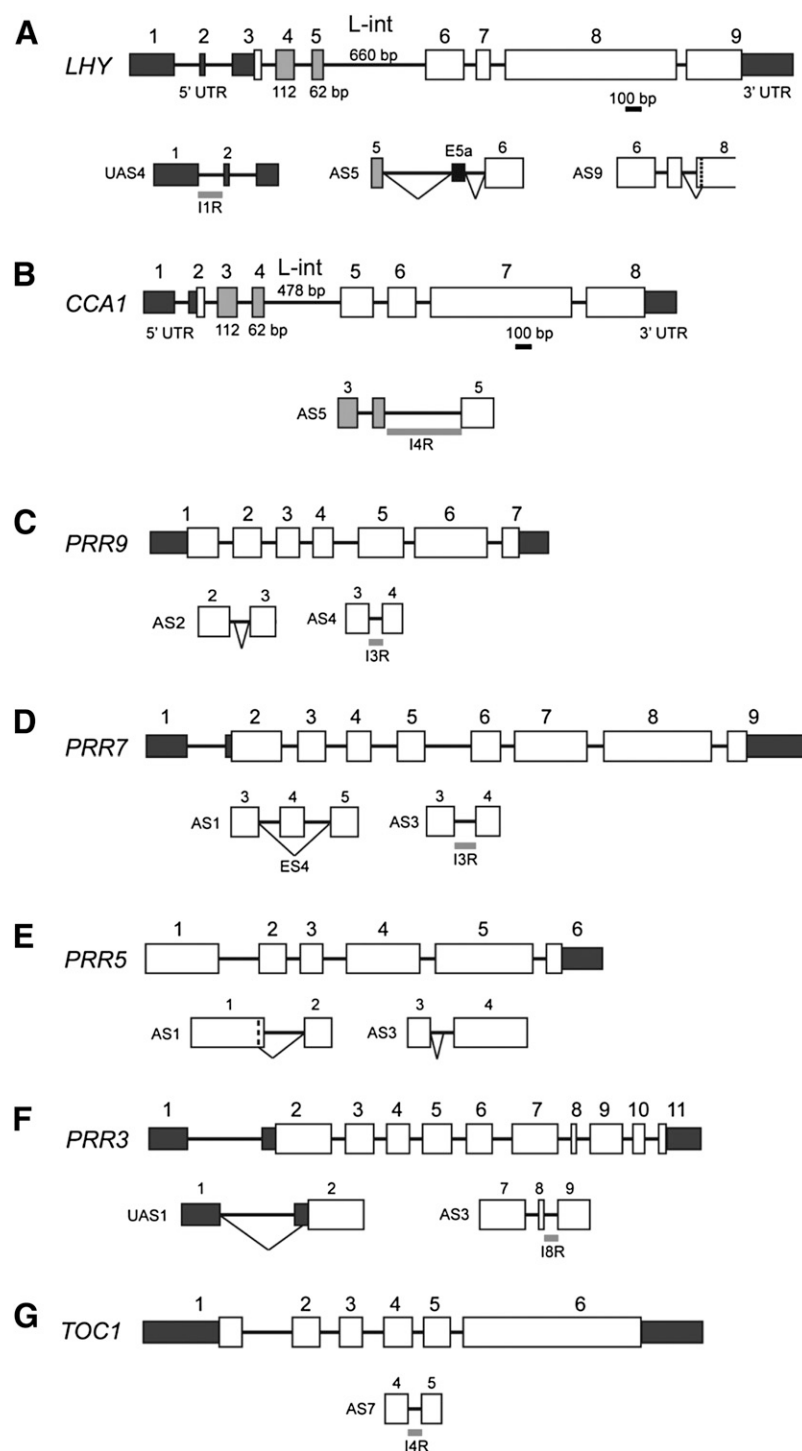 A
LHY
1 2 3 4 5 L-int 6 7 8 9
660 bp
5' UTR 112 62 bp 100 bp 3' UTR
UAS4 1 2
I1R
AS5 5 E5a 6
AS9 6 8
B
CCA1
1 2 3 4 L-int 5 6 7 8
478 bp
5' UTR 112 62 bp 100 bp 3' UTR
AS5 3 5
I4R
C
PRR9
1 2 3 4 5 6 7
AS2 2 3
AS4 3 4
I3R
D
PRR7
1 2 3 4 5 6 7 8 9
AS1 3 4 5
ES4
AS3 3 4
I3R
E
PRR5
1 2 3 4 5 6
AS1 1 2
AS3 3 4
F
PRR3
1 2 3 4 5 6 7 8 9 10 11
UAS1 1 2
AS3 7 8 9
I8R
G
TOC1
1 2 3 4 5 6
AS7 4 5
I4R